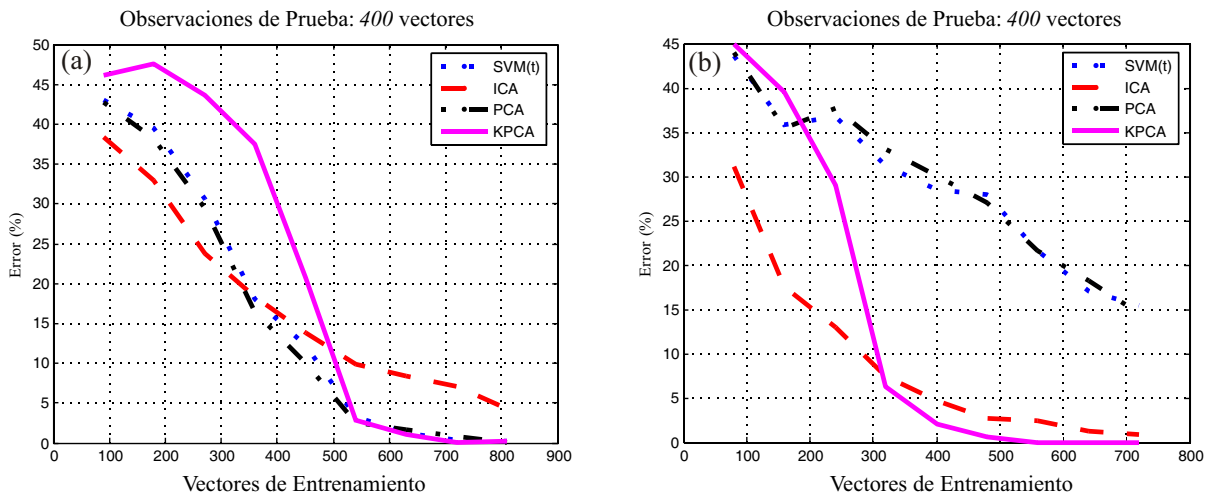 Observaciones de Prueba: 400 vectores
(a)
SVM(t)
ICA
PCA
KPCA
Error (%)
50
45
40
35
30
25
20
15
10
5
0
0 100 200 300 400 500 600 700 800 900
Vectores de Entrenamiento
Observaciones de Prueba: 400 vectores
(b)
SVM(t)
ICA
PCA
KPCA
Error (%)
45
40
35
30
25
20
15
10
5
0
0 100 200 300 400 500 600 700 800
Vectores de Entrenamiento